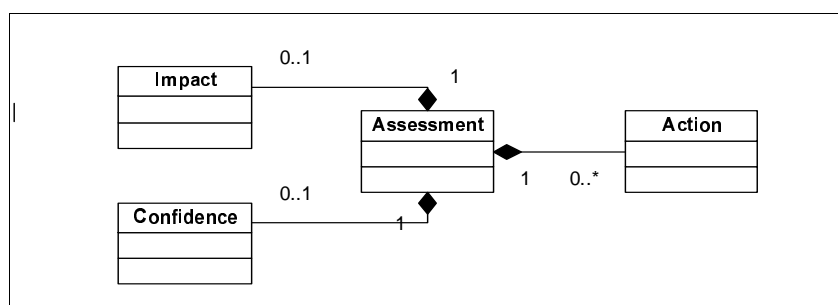 0..1
1
Impact
Assessment
Action
1
0..*
0..1
Confidence
1